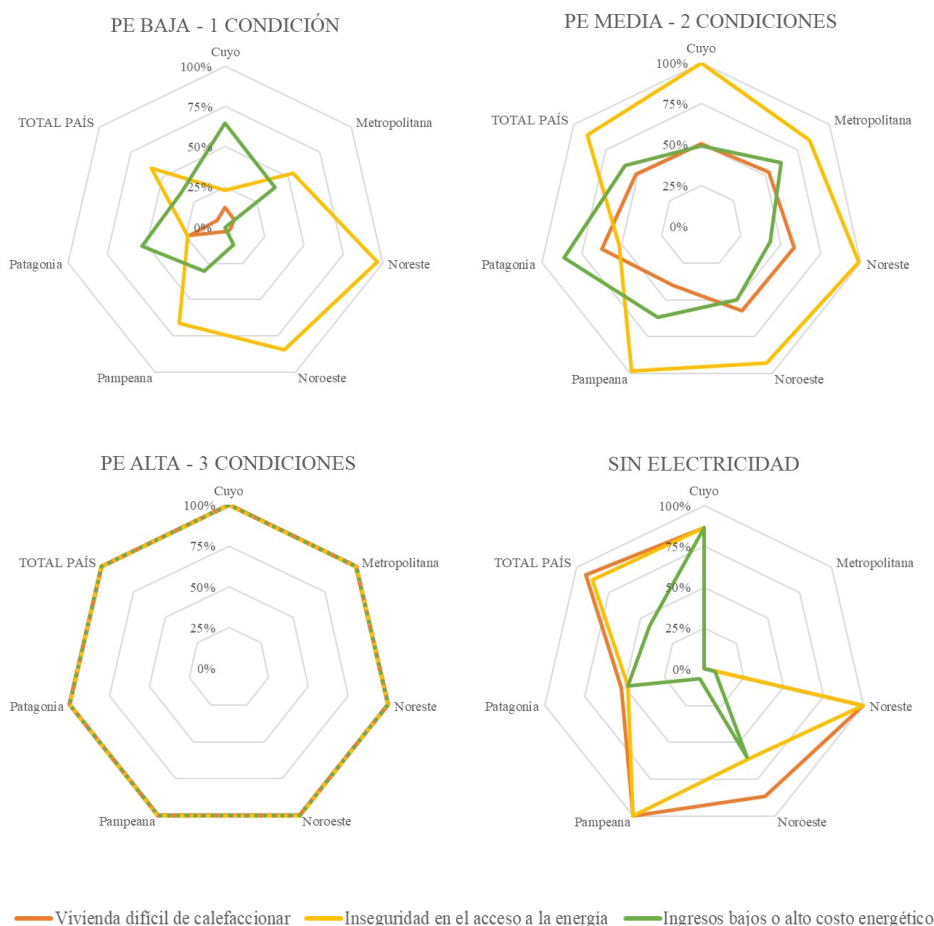 PE BAJA - 1 CONDICIÓN
Cuyo
100%
75%
50%
25%
0%
Metropolitana
Noreste
Noroeste
Pampeana
Patagonia
TOTAL PAÍS
PE MEDIA - 2 CONDICIONES
Cuyo
100%
75%
50%
25%
0%
Metropolitana
Noreste
Noroeste
Pampeana
Patagonia
TOTAL PAÍS
PE ALTA - 3 CONDICIONES
Cuyo
100%
75%
50%
25%
0%
Metropolitana
Noreste
Noroeste
Pampeana
Patagonia
TOTAL PAÍS
SIN ELECTRICIDAD
Cuyo
100%
75%
50%
25%
0%
Metropolitana
Noreste
Noroeste
Pampeana
Patagonia
TOTAL PAÍS
Vivienda difícil de calefaccionar
Inseguridad en el acceso a la energía
Ingresos bajos o alto costo energético